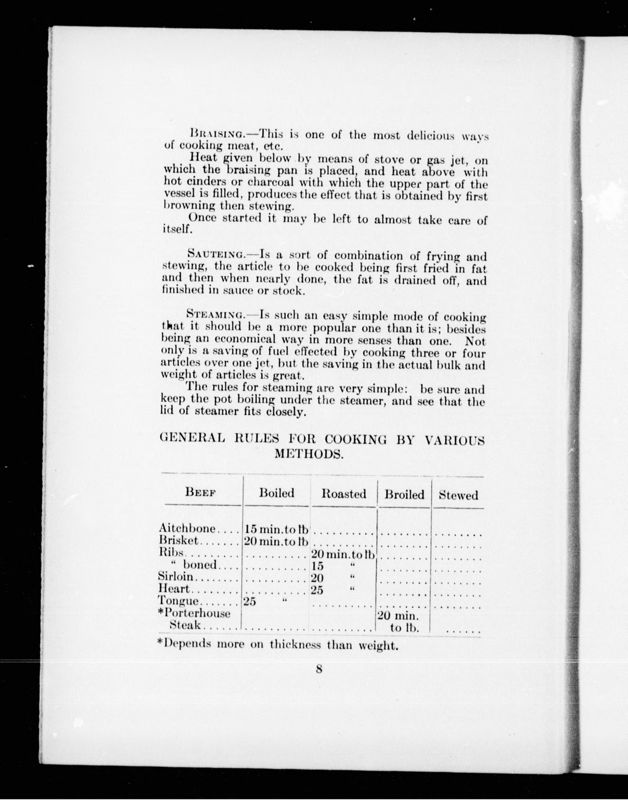 BRAISING.—This is one of the most delicious ways
of cooking meat, etc.
Heat given below by means of stove or gas jet, on
which the braising pan is placed, and heat above with
hot cinders or charcoal with which the upper part of the
vessel is filled, produces the effect that is obtained by first
browning then stewing.
Once started it may be left to almost take care of
itself.
SAUTEING.—Is a sort of combination of frying and
stewing, the article to be cooked being first fried in fat
and then when nearly done, the fat is drained off, and
finished in sauce or stock.
STEAMING.—Is such an easy simple mode of cooking
that it should be a more popular one than it is; besides
being an economical way in more senses than one. Not
only is a saving of fuel effected by cooking three or four
articles over one jet, but the saving in the actual bulk and
weight of articles is great.
The rules for steaming are very simple: be sure and
keep the pot boiling under the steamer, and see that the
lid of steamer fits closely.
GENERAL RULES FOR COOKING BY VARIOUS
METHODS.
BEEF Boiled Roasted Broiled Stewed
Aitchbone.... 15 min. to lb .......... ........ ........
Brisket....... 20 min. to lb .......... ........ ........
Ribs......... .......... 20 min. to lb ........ ........
“ boned.... .......... 15 “ ........ ........
Sirloin....... .......... 20 “ ........ ........
Heart........ .......... 25 “ ........ ........
Tongue....... 25 “ .......... ........ ........
*Porterhouse 20 min.
Steak...... .......... .......... to lb. ......
*Depends more on thickness than weight.
8